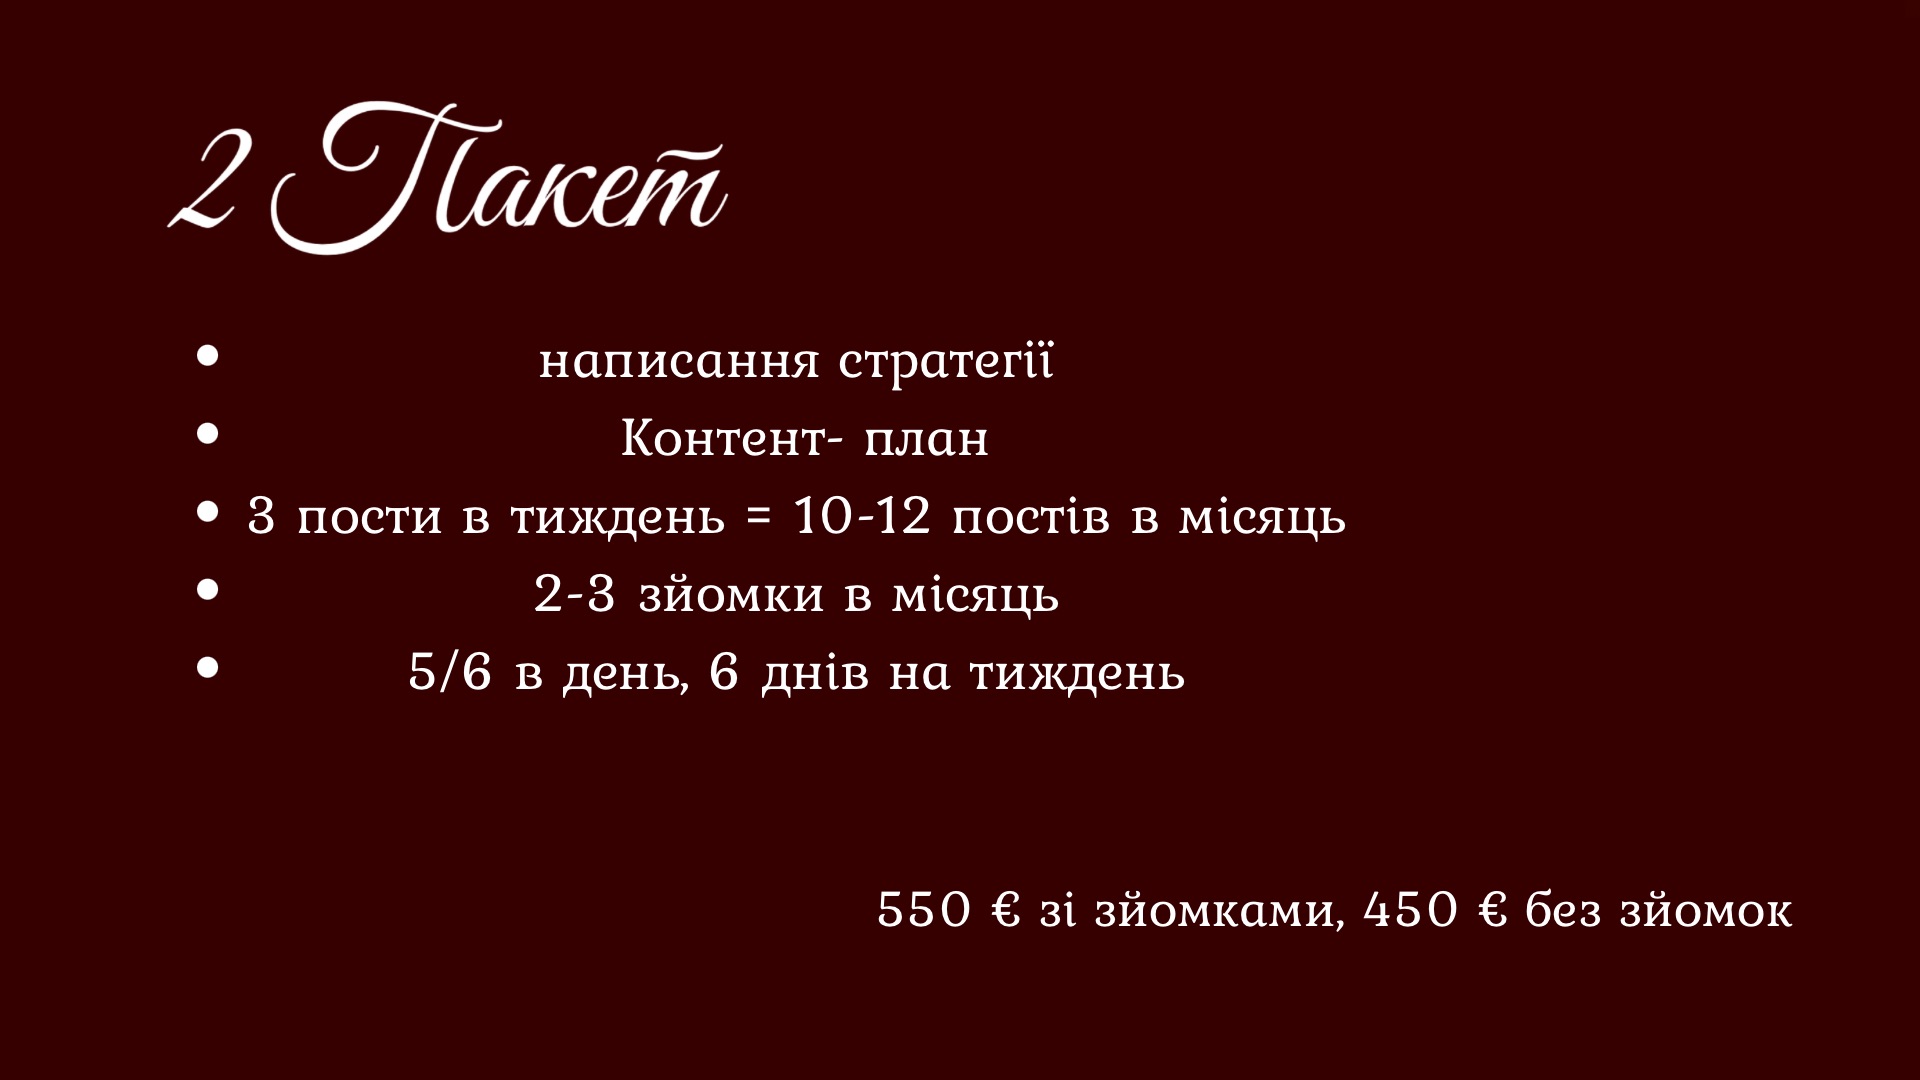 2 Пакет
написання стратегії
Контент- план
3 пости в тиждень = 10-12 постів в місяць
2-3 зйомки в місяць
5/6 в день, 6 днів на тиждень
550 € зі зйомками, 450 € без зйомок